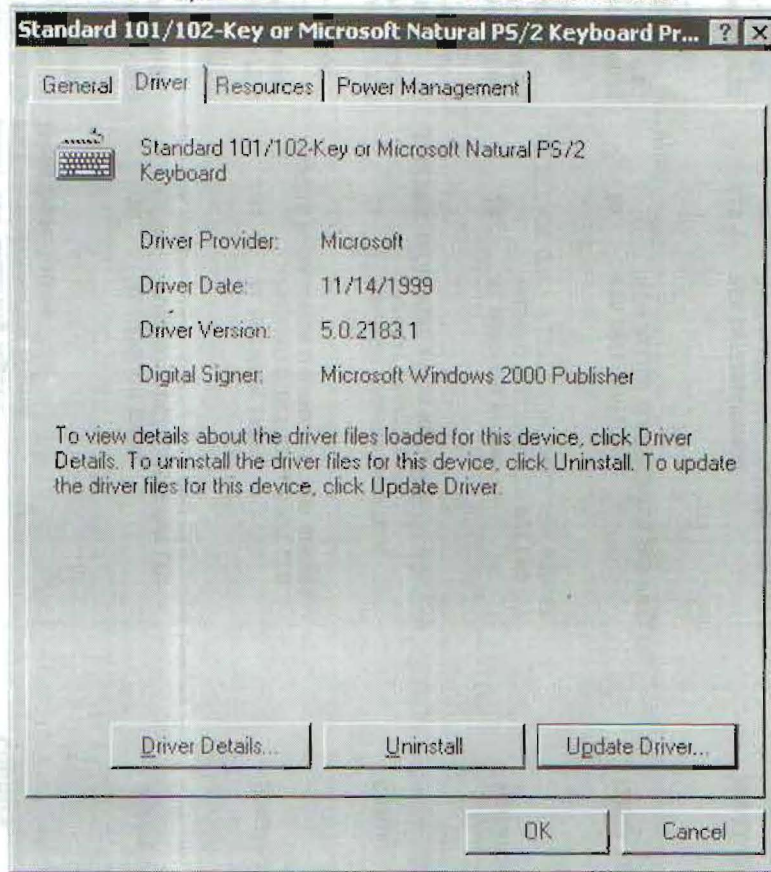 Standard 101/102-Key or Microsoft Natural PS/2 Keyboard Pr... ? X
General Driver Resources Power Management
Standard 101/102-Key or Microsoft Natural PS/2
Keyboard
Driver Provider: Microsoft
Driver Date: 11/14/1999
Driver Version: 5.0.2183.1
Digital Signer: Microsoft Windows 2000 Publisher
To view details about the driver files loaded for this device, click Driver
Details. To uninstall the driver files for this device, click Uninstall. To update
the driver files for this device, click Update Driver.
Driver Details... Uninstall Update Driver...
OK Cancel